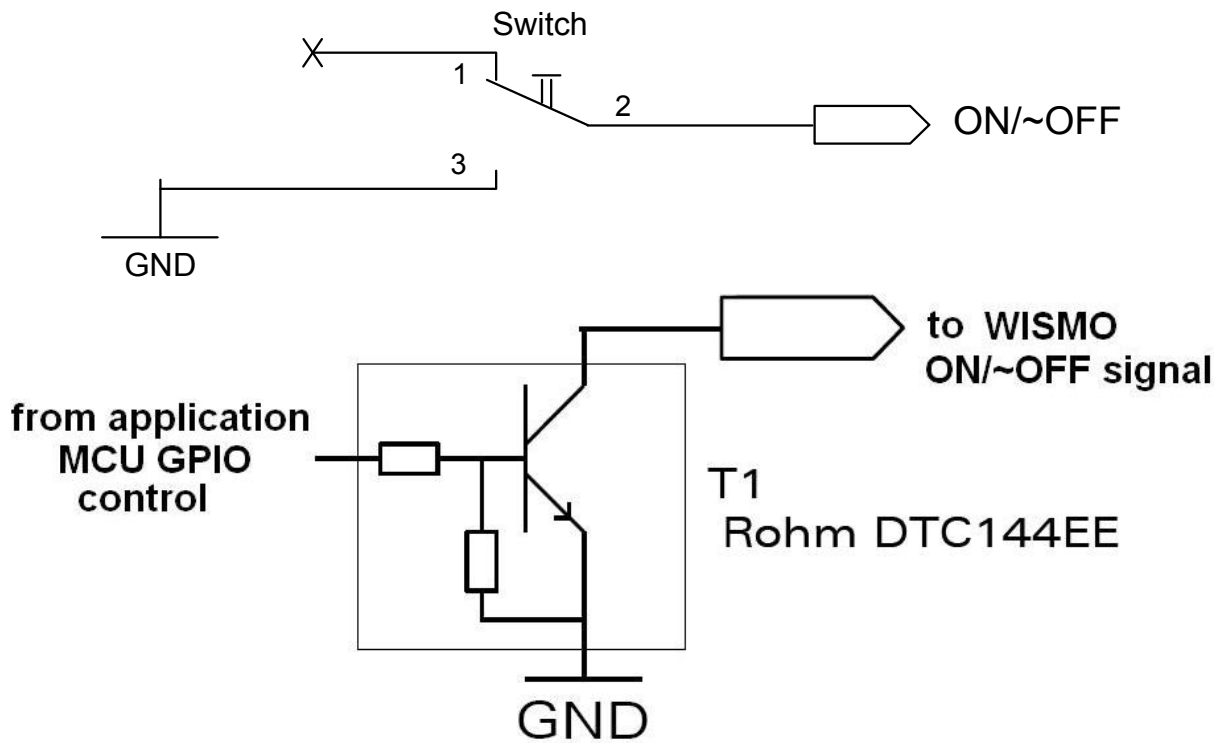 Switch
1
2
ON/~OFF
3
GND
to WISMO
ON/~OFF signal
from application
MCU GPIO
control
T1
Rohm DTC144EE
GND